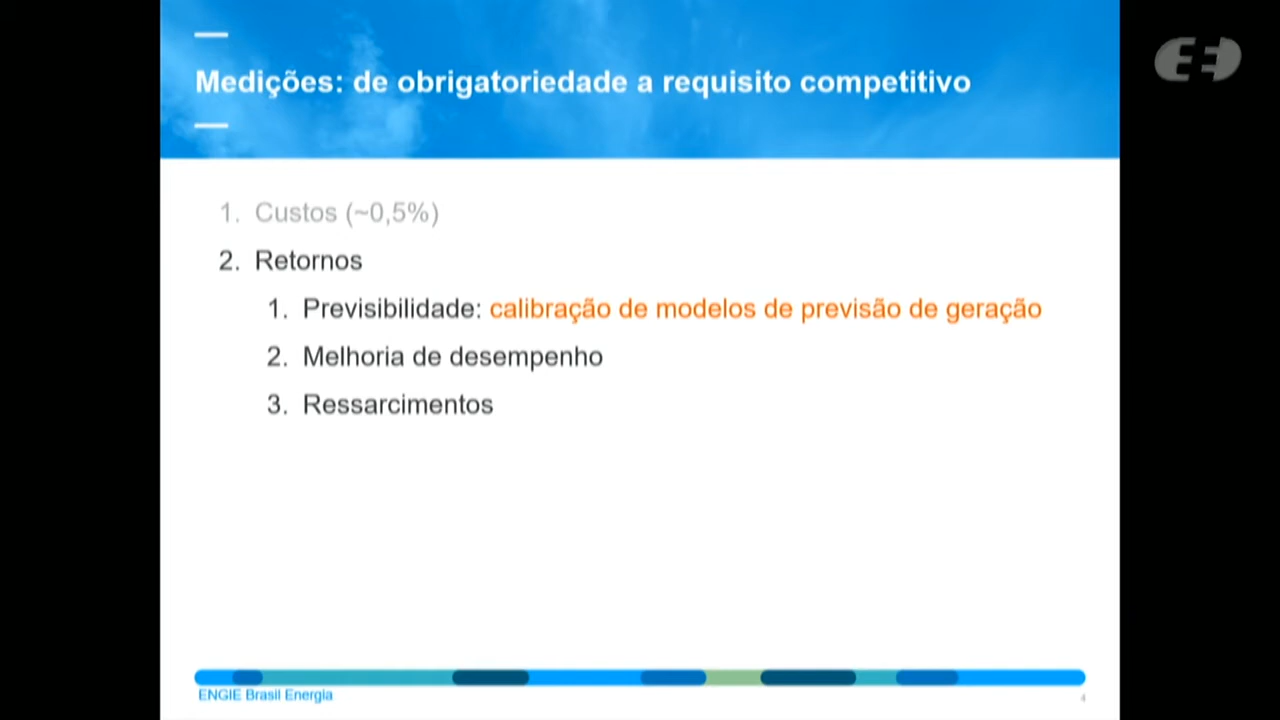 Medições: de obrigatoriedade a requisito competitivo
1. Custos (~0,5%)
2. Retornos
1. Previsibilidade: calibração de modelos de previsão de geração
2. Melhoria de desempenho
3. Ressarcimentos
ENGIE Brasil Energia
4